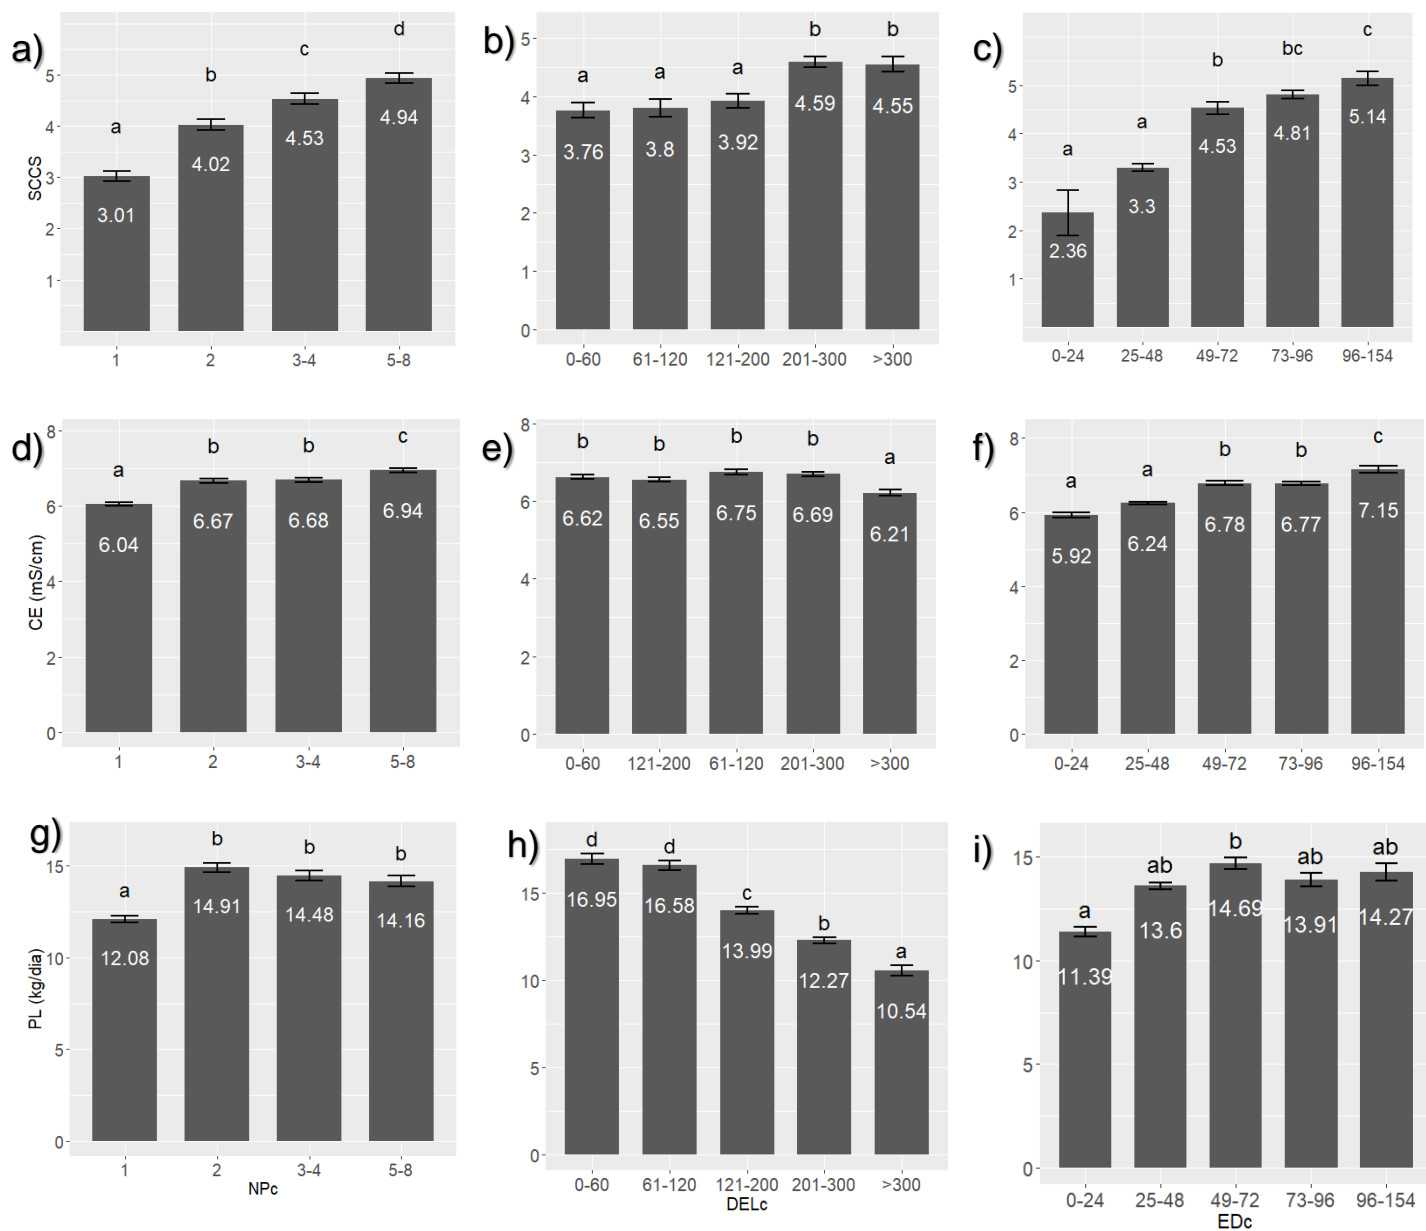 a)
SCCS
5
4
3
2
1
a
b
c
d
3.01
4.02
4.53
4.94
1
2
3-4
5-8
b)
5
4
3
2
1
0
a
a
a
b
b
3.76
3.8
3.92
4.59
4.55
0-60
61-120
121-200
201-300
>300
c)
5
4
3
2
1
a
a
b
bc
c
2.36
3.3
4.53
4.81
5.14
0-24
25-48
49-72
73-96
96-154
d)
CE (mS/cm)
8
6
4
2
0
a
b
b
c
6.04
6.67
6.68
6.94
1
2
3-4
5-8
e)
8
6
4
2
0
b
b
b
b
a
6.62
6.55
6.75
6.69
6.21
0-60
121-200
61-120
201-300
>300
f)
8
6
4
2
0
a
a
b
b
c
5.92
6.24
6.78
6.77
7.15
0-24
25-48
49-72
73-96
96-154
g)
PL (kg/dia)
15
10
5
0
a
b
b
b
12.08
14.91
14.48
14.16
1
2
3-4
5-8
NPc
h)
15
10
5
0
d
d
c
b
a
16.95
16.58
13.99
12.27
10.54
0-60
61-120
121-200
201-300
>300
DELc
i)
15
10
5
0
a
ab
b
ab
ab
11.39
13.6
14.69
13.91
14.27
0-24
25-48
49-72
73-96
96-154
EDc